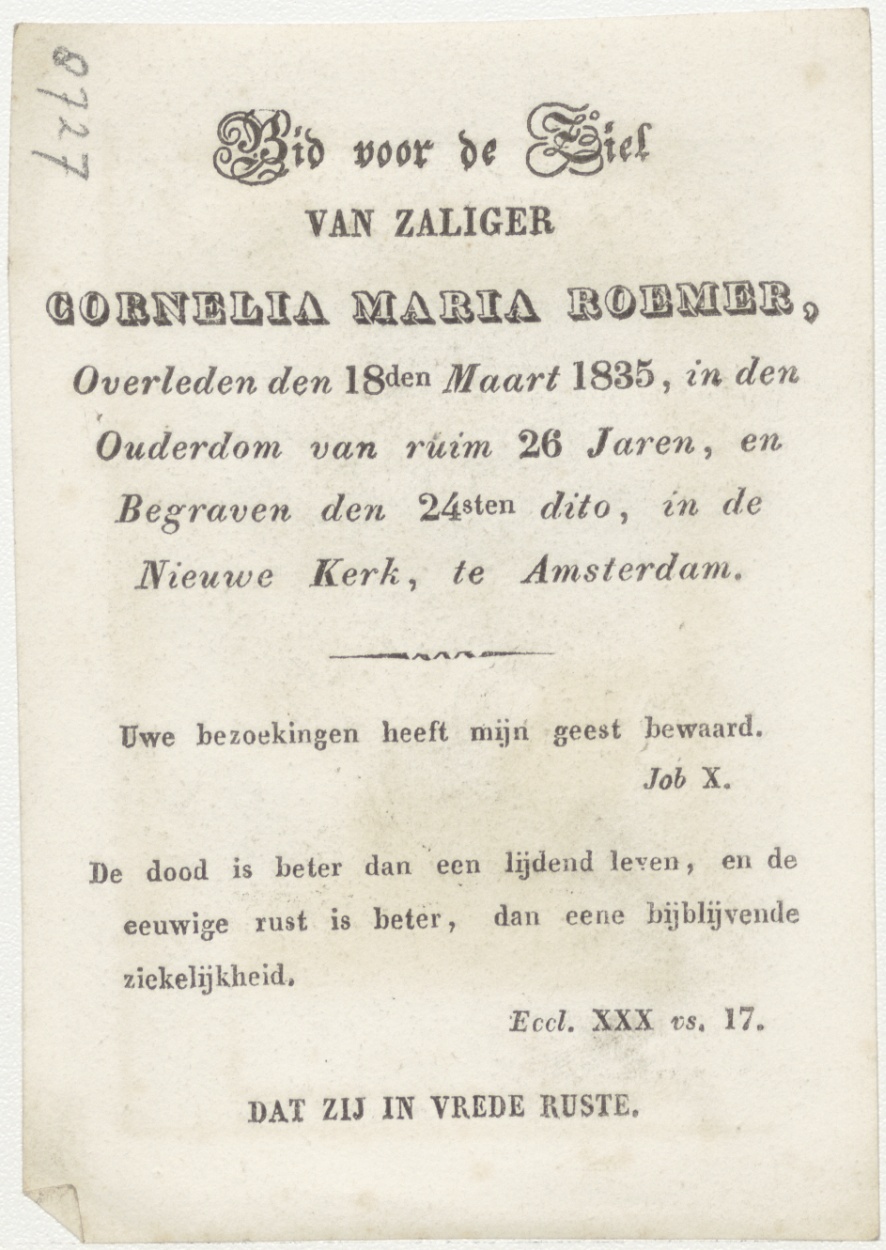 8727
Bid voor de Ziel
VAN ZALIGER
CORNELIA MARIA ROEMER,
Overleden den 18den Maart 1835, in den
Ouderdom van ruim 26 Jaren, en
Begraven den 24sten dito, in de
Nieuwe Kerk, te Amsterdam.
Uwe bezoekingen heeft mijn geest bewaard.
Job X.
De dood is beter dan een lijdend leven, en de
eeuwige rust is beter, dan eene bijblijvende
ziekelijkheid.
Eccl. XXX vs. 17.
DAT ZIJ IN VREDE RUSTE.